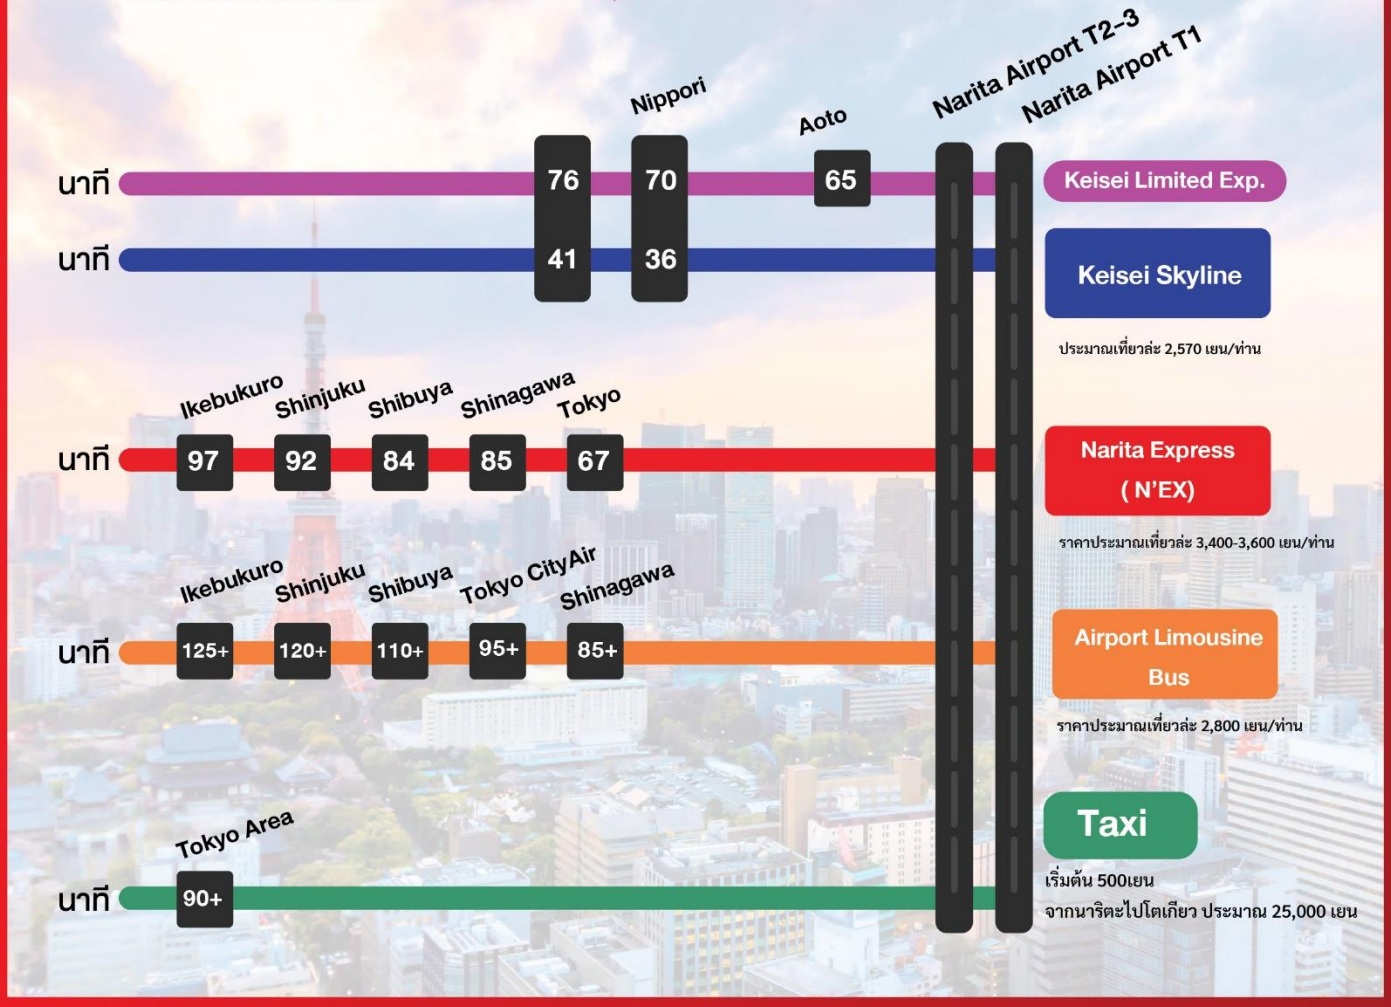 Narita Airport T2-3
Narita Airport T1
Nippori
Aoto
นาที
76
70
65
Keisei Limited Exp.
นาที
41
36
Keisei Skyline
ประมาณเที่ยวล่ะ 2,570 เยน/ท่าน
Ikebukuro
Shinjuku
Shibuya
Shinagawa
Tokyo
นาที
97
92
84
85
67
Narita Express
( N'EX)
ราคาประมาณเที่ยวล่ะ 3,400-3,600 เยน/ท่าน
Ikebukuro
Shinjuku
Shibuya
Tokyo CityAir
Shinagawa
นาที
125+
120+
110+
95+
85+
Airport Limousine
Bus
ราคาประมาณเที่ยวล่ะ 2,800 เยน/ท่าน
Tokyo Area
นาที
90+
Taxi
เริ่มต้น 500เยน
จากนาริตะไปโตเกียว ประมาณ 25,000 เยน